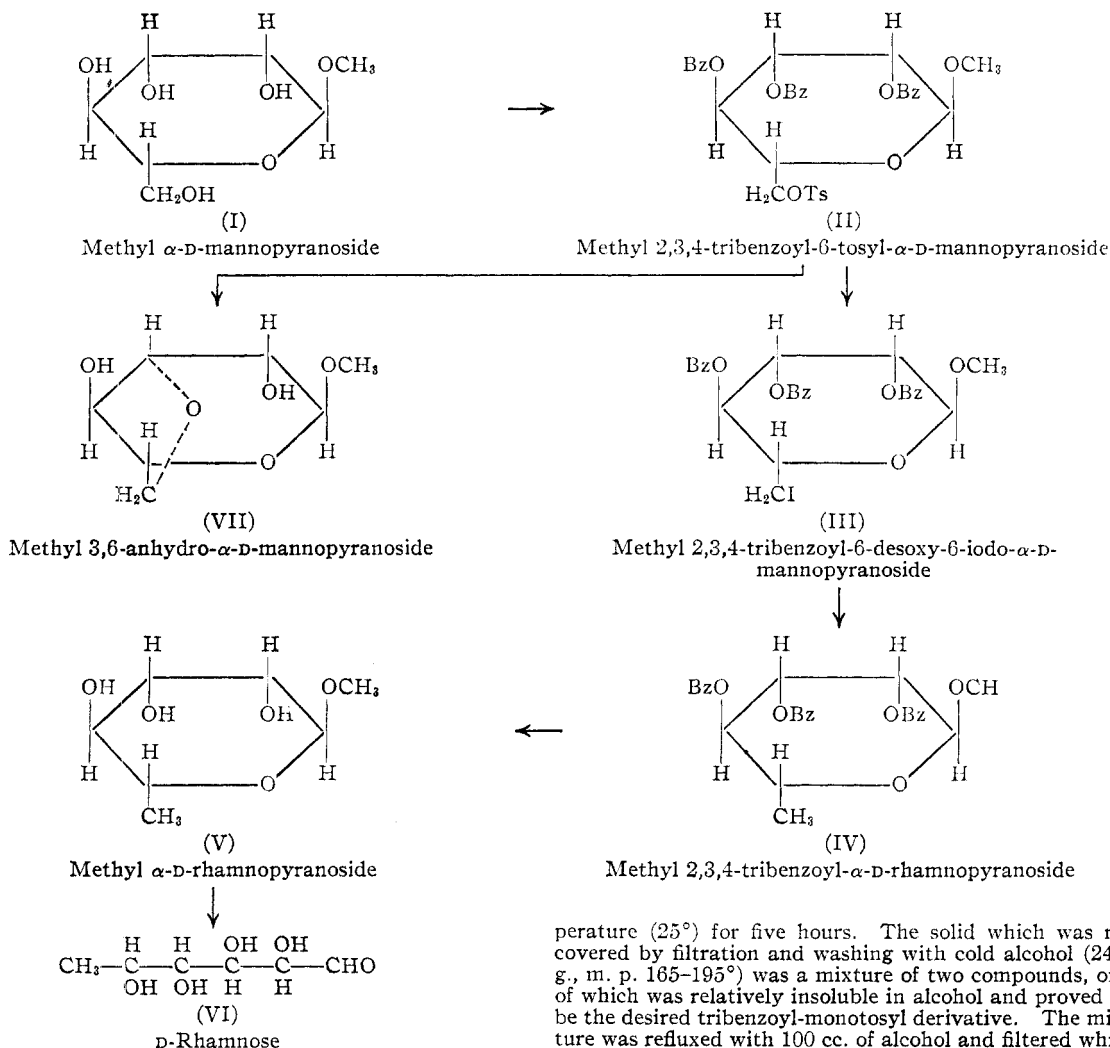 H H H H
OH OCH₃ BzO OCH₃
OH OH OBz OBz
H H
H O H H O H
CH₂OH H₂COTs
(I) (II)
Methyl α-D-mannopyranoside Methyl 2,3,4-tribenzoyl-6-tosyl-α-D-mannopyranoside
H H H H
OH OCH₃ BzO OCH₃
OH OBz OBz
O
H H
H O H H O H
H₂C H₂CI
(VII) (III)
Methyl 3,6-anhydro-α-D-mannopyranoside Methyl 2,3,4-tribenzoyl-6-desoxy-6-iodo-α-D-
mannopyranoside
H H H H
OH OCH₃ BzO OCH
OH OH OBz OBz
H H
H O H H O H
CH₃ CH₃
(V) (IV)
Methyl α-D-rhamnopyranoside Methyl 2,3,4-tribenzoyl-α-D-rhamnopyranoside
H H OH OH
CH₃—C—C—C—C—CHO
OH OH H H
(VI)
D-Rhamnose
perature (25°) for five hours. The solid which was
covered by filtration and washing with cold alcohol (24
g., m. p. 165–195°) was a mixture of two compounds,
of which was relatively insoluble in alcohol and proved
be the desired tribenzoyl-monotosyl derivative. The
ture was refluxed with 100 cc. of alcohol and filtered